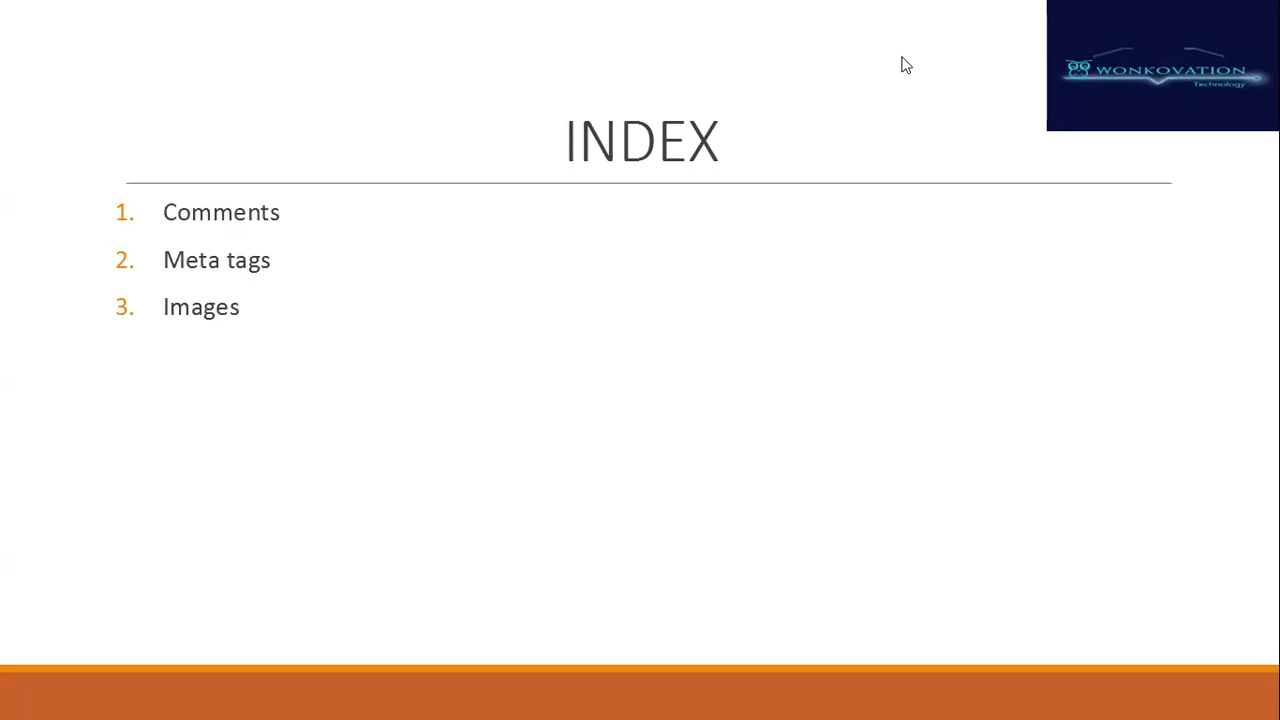 WONKOVATION
Technology
INDEX
1. Comments
2. Meta tags
3. Images